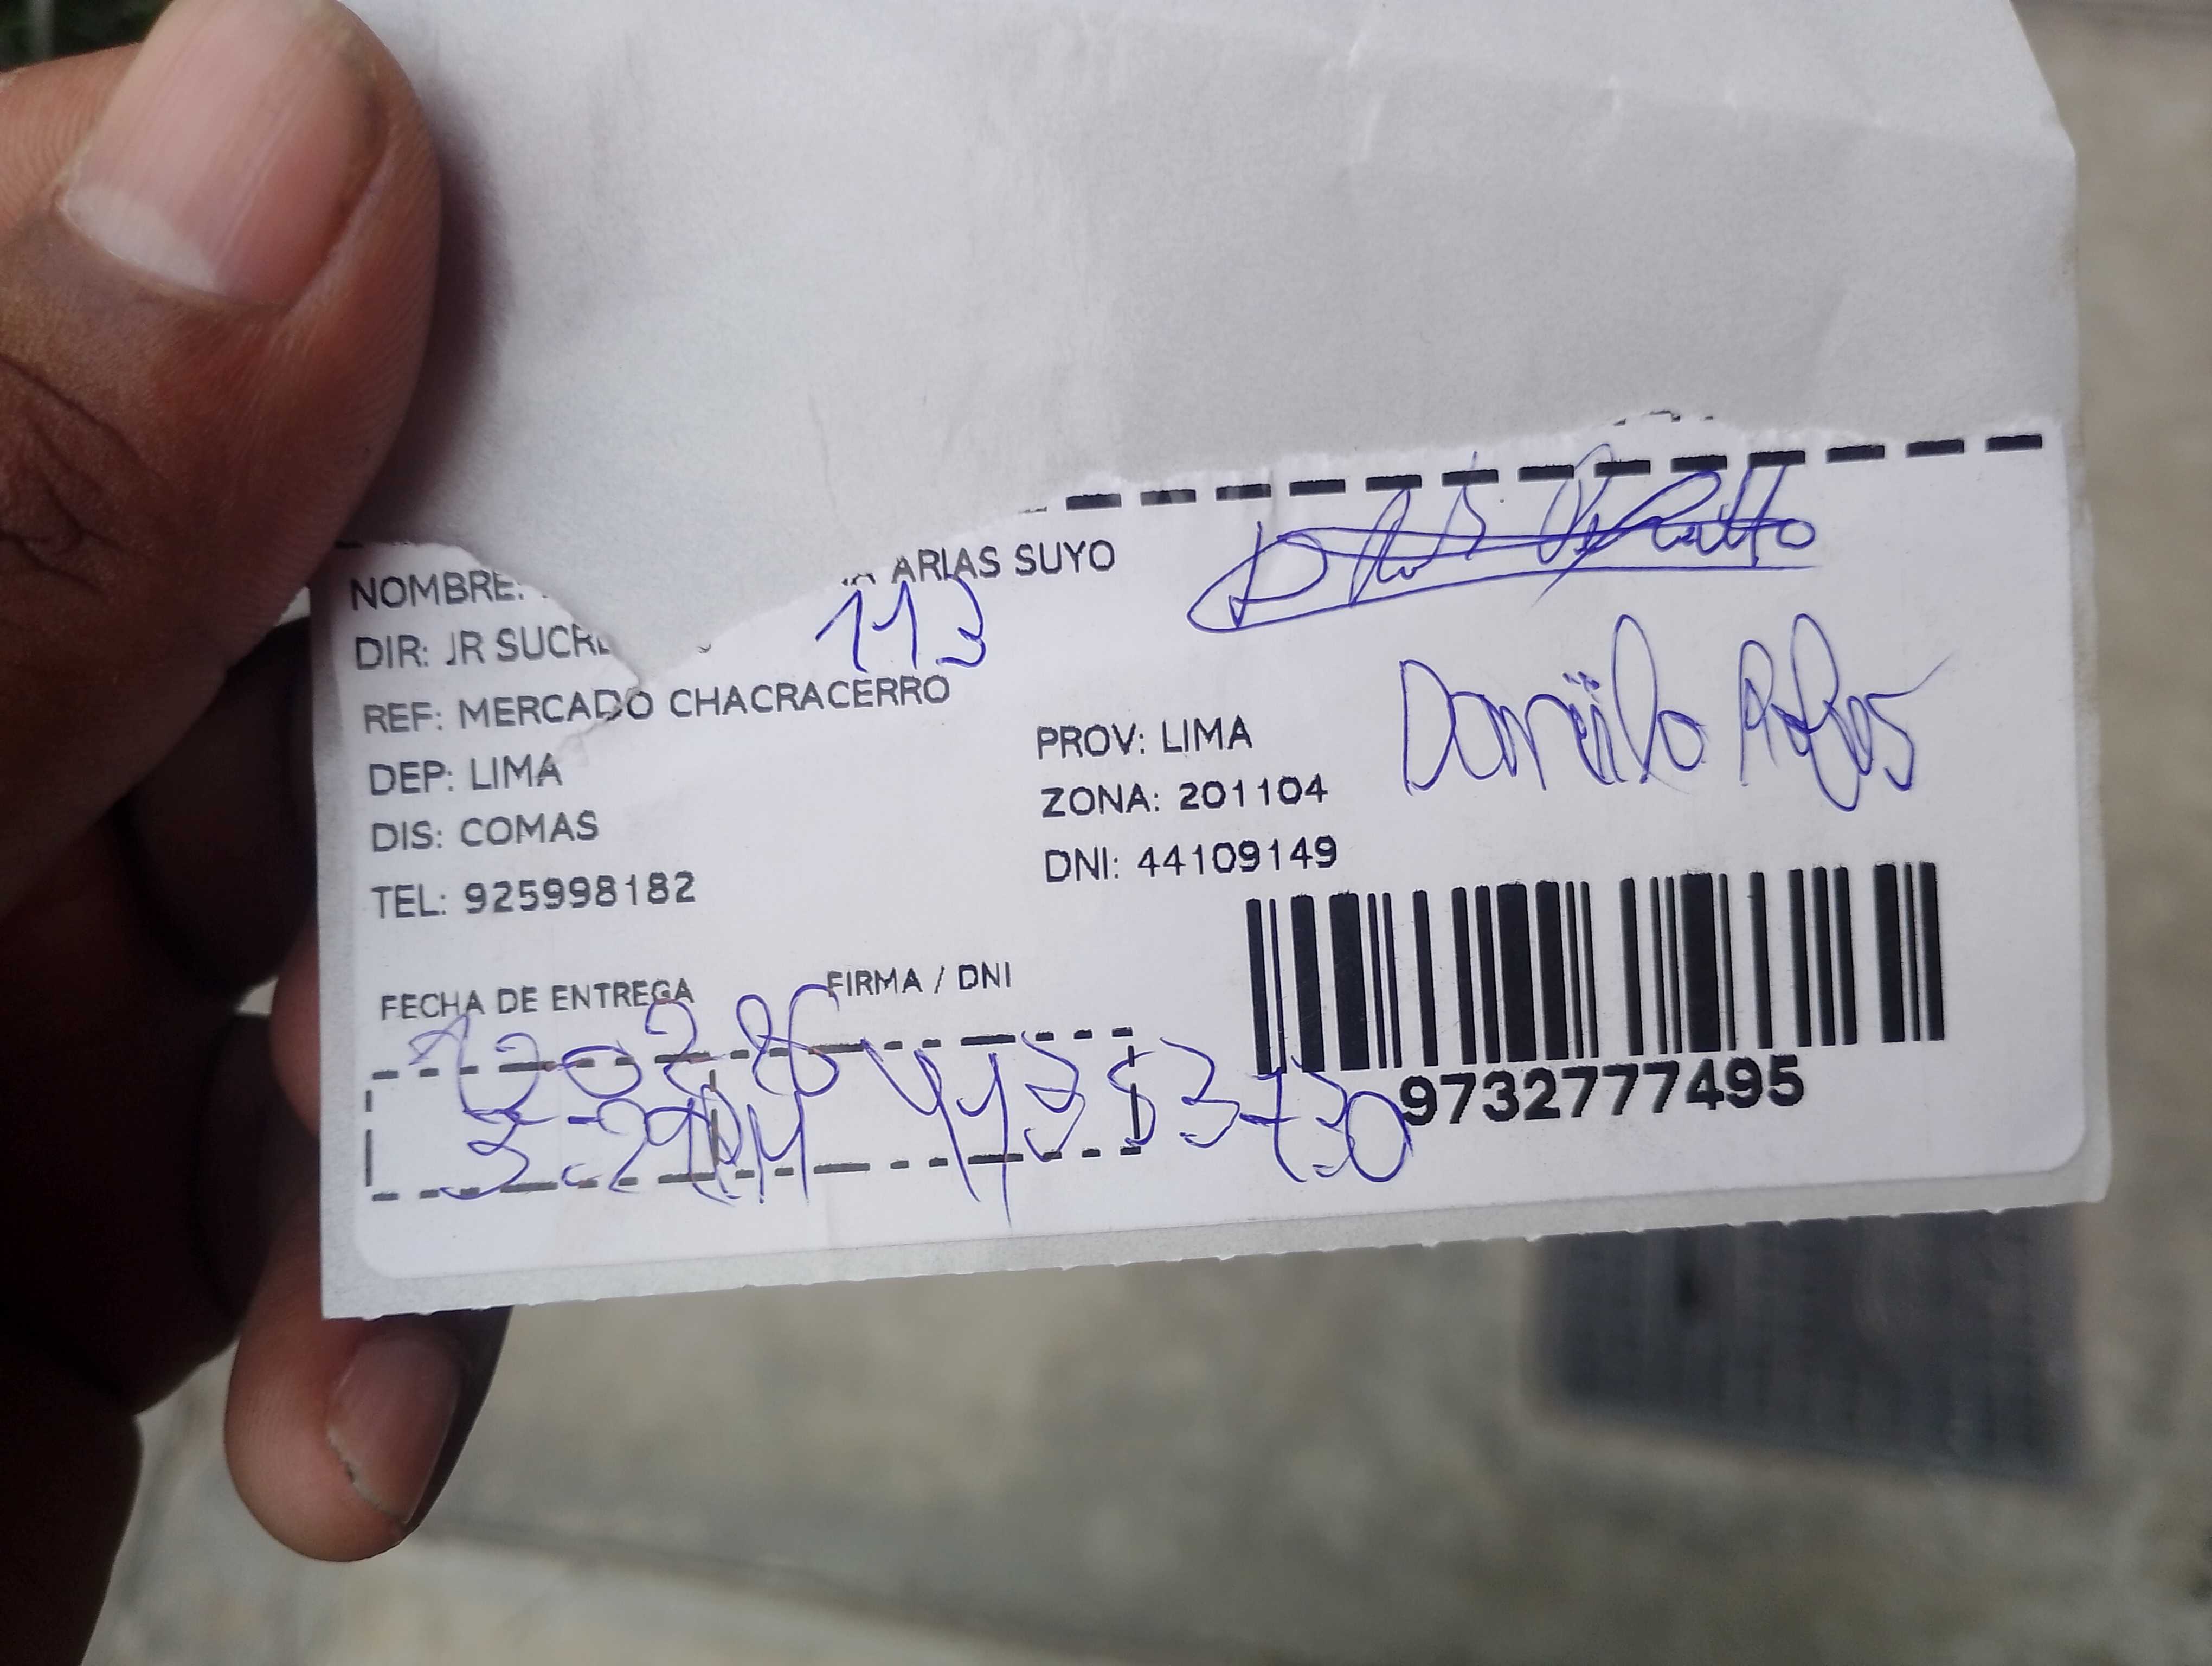 NOMBRE: ARIAS SUYO
DIR: JR SUCRE
113
REF: MERCADO CHACRACERRO
DEP: LIMA
PROV: LIMA
DIS: COMAS
ZONA: 201104
TEL: 925998182
DNI: 44109149
FECHA DE ENTREGA
FIRMA / DNI
9732777495